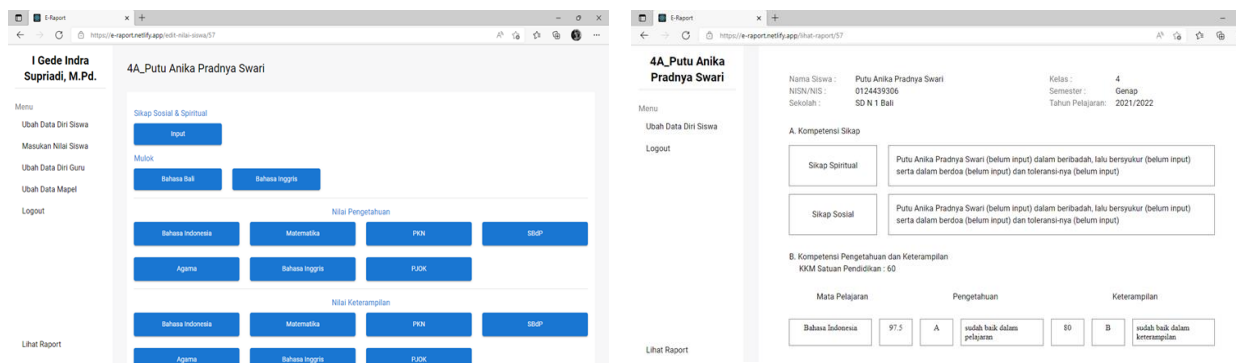 E-Raport
https://e-raport.netlify.app/edit-nilai-siswa/57
I Gede Indra
Supriadi, M.Pd.
Menu
Ubah Data Diri Siswa
Masukan Nilai Siswa
Ubah Data Diri Guru
Ubah Data Mapel
Logout
Lihat Raport
4A_Putu Anika Pradnya Swari
Sikap Sosial & Spiritual
Input
Mulok
Bahasa Bali
Bahasa Inggris
Nilai Pengetahuan
Bahasa Indonesia
Matematika
PKN
SBdP
Agama
Bahasa Inggris
PJOK
Nilai Keterampilan
Bahasa Indonesia
Matematika
PKN
SBdP
Agama
Bahasa Inggris
PJOK
E-Raport
https://e-raport.netlify.app/lihat-raport/57
4A_Putu Anika
Pradnya Swari
Menu
Ubah Data Diri Siswa
Logout
Lihat Raport
Nama Siswa : Putu Anika Pradnya Swari Kelas : 4
NISN/NIS : 0124439306 Semester : Genap
Sekolah : SD N 1 Bali Tahun Pelajaran: 2021/2022
A. Kompetensi Sikap
Sikap Spiritual
Putu Anika Pradnya Swari (belum input) dalam beribadah, lalu bersyukur (belum input)
serta dalam berdoa (belum input) dan toleransi-nya (belum input)
Sikap Sosial
Putu Anika Pradnya Swari (belum input) dalam beribadah, lalu bersyukur (belum input)
serta dalam berdoa (belum input) dan toleransi-nya (belum input)
B. Kompetensi Pengetahuan dan Keterampilan
KKM Satuan Pendidikan : 60
Mata Pelajaran Pengetahuan Keterampilan
Bahasa Indonesia 97.5 A sudah baik dalam
pelajaran
80 B sudah baik dalam
keterampilan